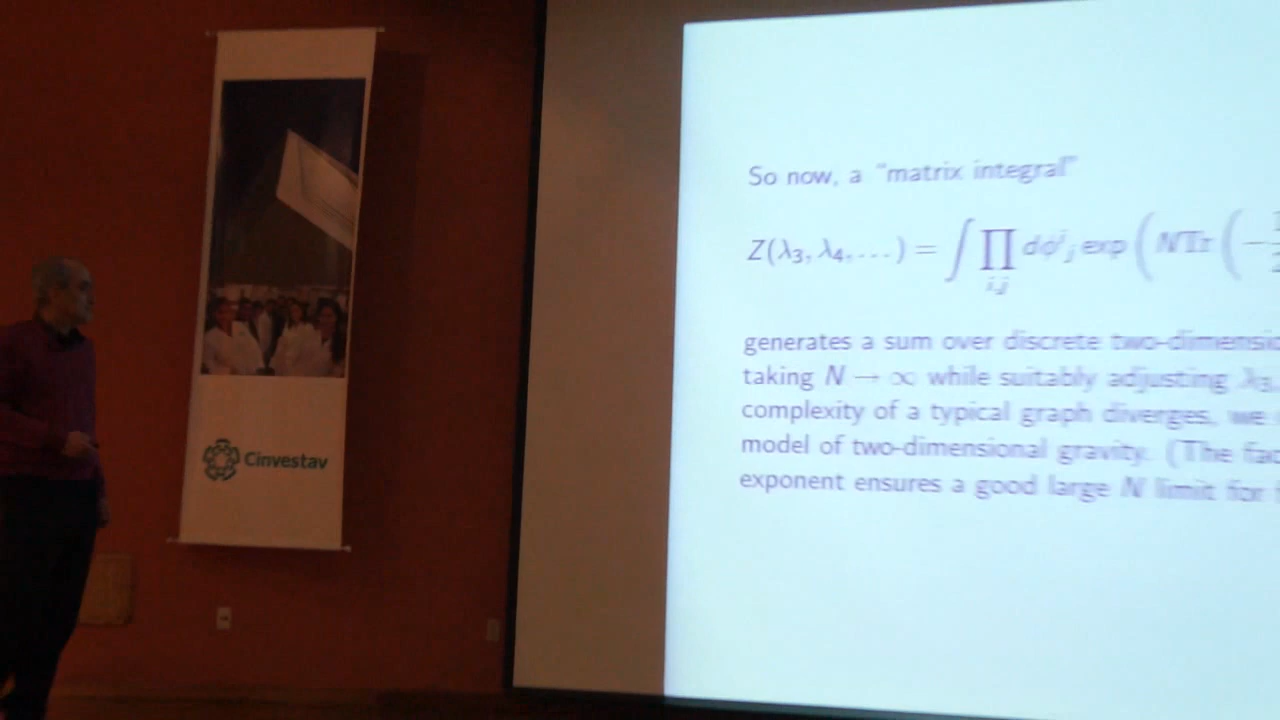 Cinvestav
So now, a "matrix integral"
Z(λ₃, λ₄, …) = ∫ ∏ dϕⁱⱼ exp ( N Tr ( −
i,j
generates a sum over discrete two-dimensio
taking N → ∞ while suitably adjusting λ₃,
complexity of a typical graph diverges, we
model of two-dimensional gravity. (The fac
exponent ensures a good large N limit for